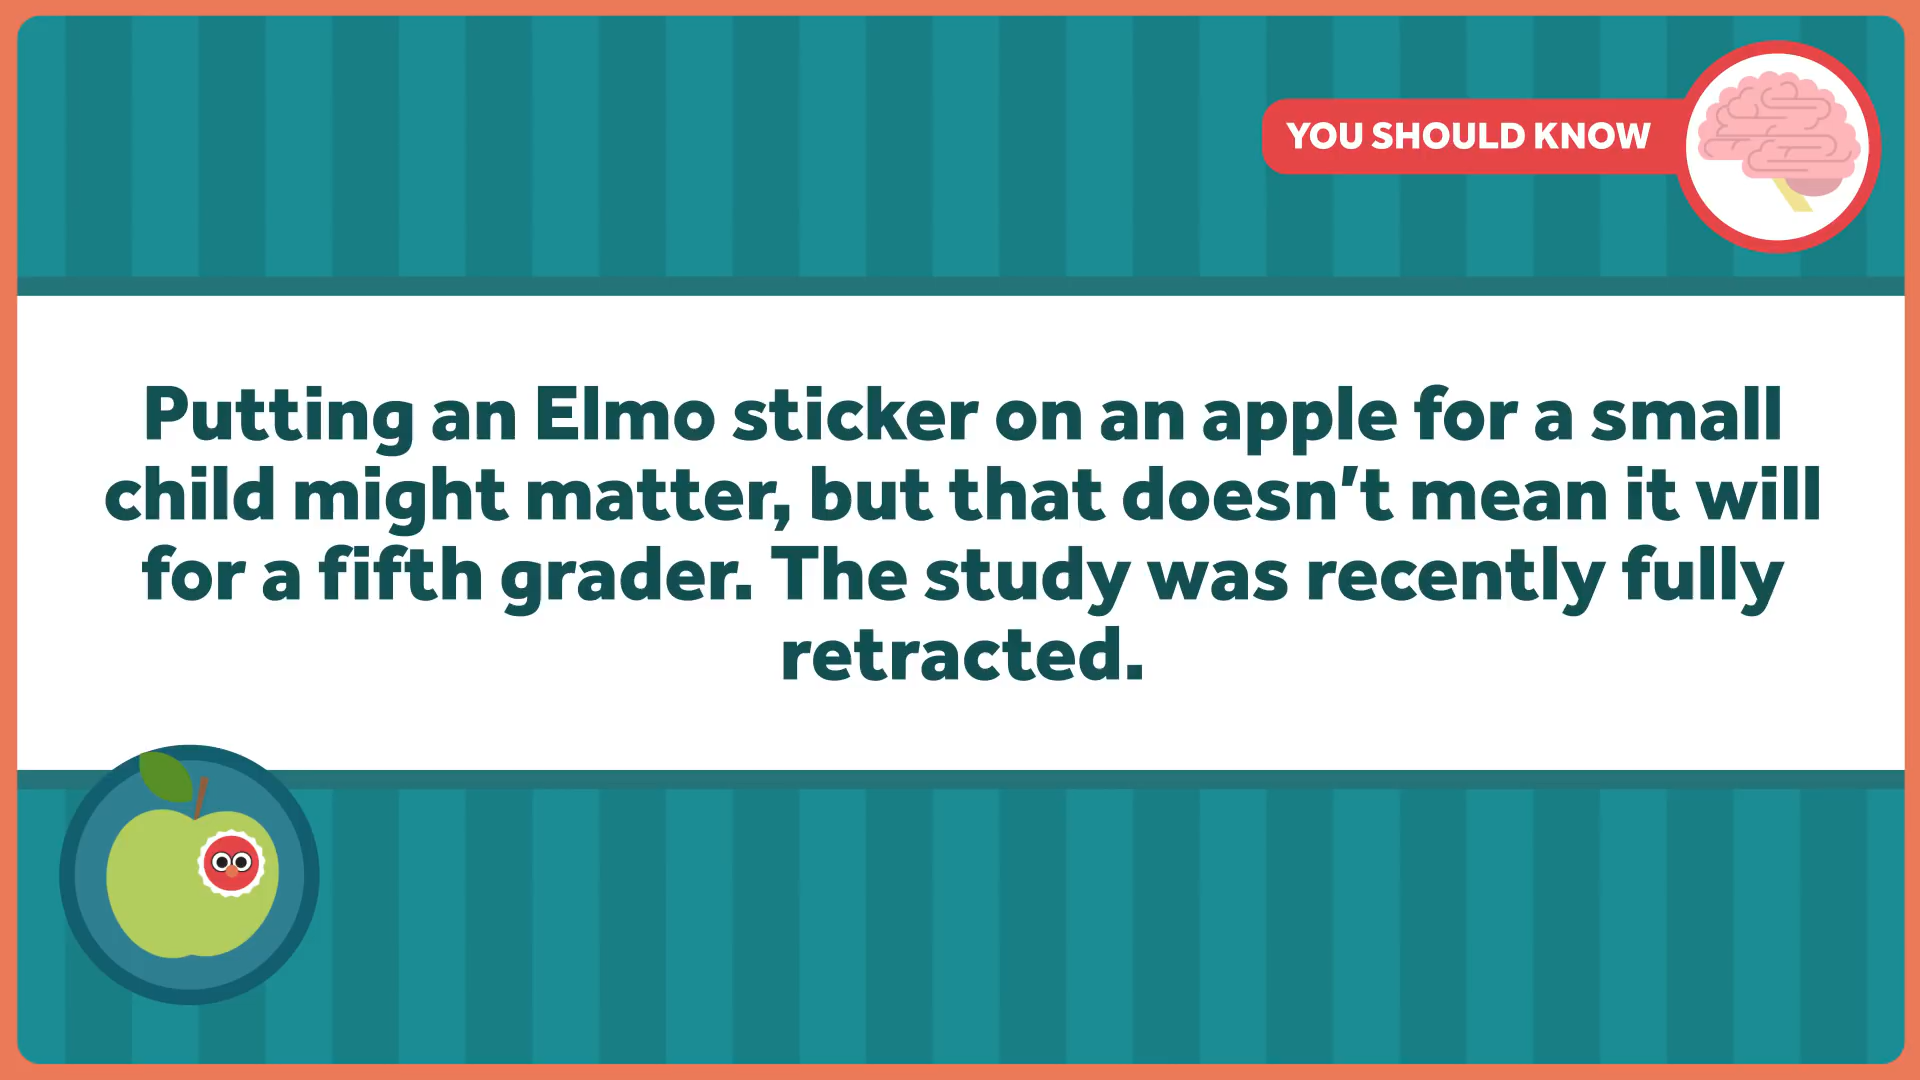 YOU SHOULD KNOW
Putting an Elmo sticker on an apple for a small
child might matter, but that doesn't mean it will
for a fifth grader. The study was recently fully
retracted.